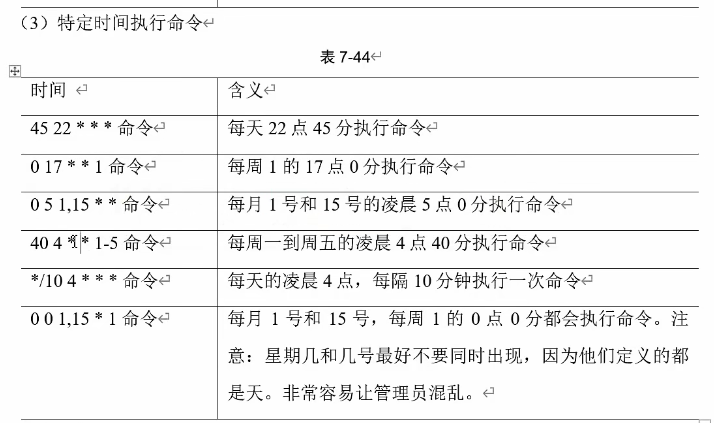 （3）特定时间执行命令
表 7-44
时间 含义
45 22 * * * 命令 每天 22 点 45 分执行命令
0 17 * * 1 命令 每周 1 的 17 点 0 分执行命令
0 5 1,15 * * 命令 每月 1 号和 15 号的凌晨 5 点 0 分执行命令
40 4 * * 1-5 命令 每周一到周五的凌晨 4 点 40 分执行命令
*/10 4 * * * 命令 每天的凌晨 4 点，每隔 10 分钟执行一次命令
0 0 1,15 * 1 命令 每月 1 号和 15 号，每周 1 的 0 点 0 分都会执行命令。注
意：星期几和几号最好不要同时出现，因为他们定义的都
是天。非常容易让管理员混乱。